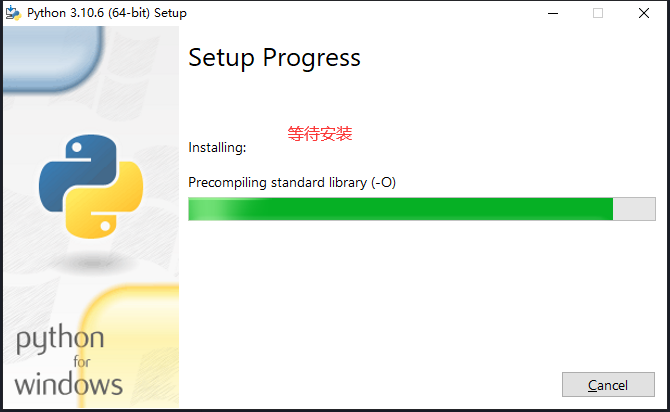 Python 3.10.6 (64-bit) Setup
Setup Progress
等待安装
Installing:
Precompiling standard library (-O)
python
for
windows
Cancel